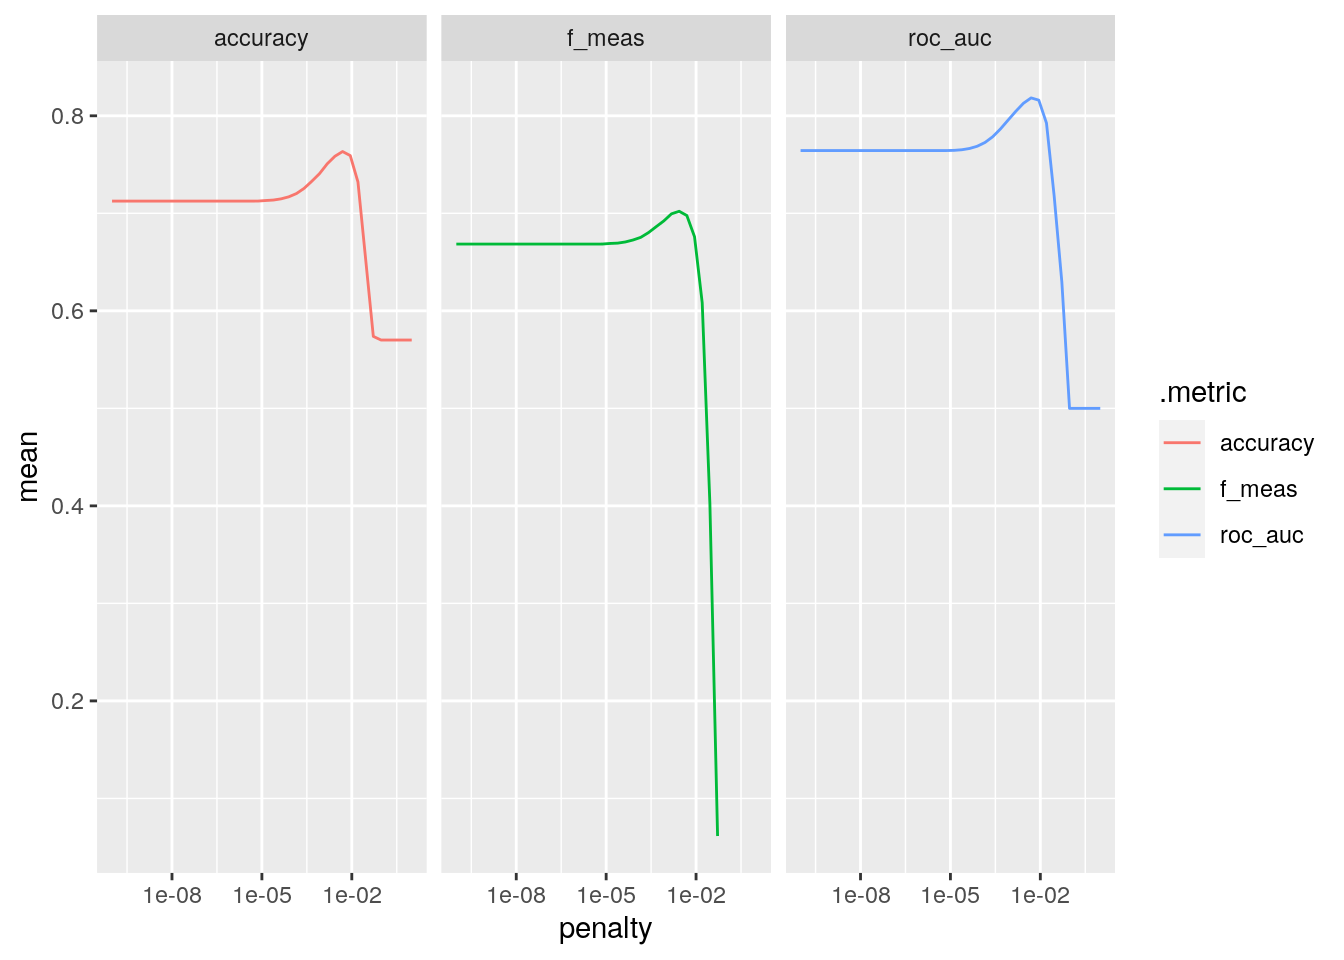 accuracy
f_meas
roc_auc
0.8
0.6
0.4
0.2
mean
1e-08 1e-05 1e-02
1e-08 1e-05 1e-02
1e-08 1e-05 1e-02
penalty
.metric
accuracy
f_meas
roc_auc